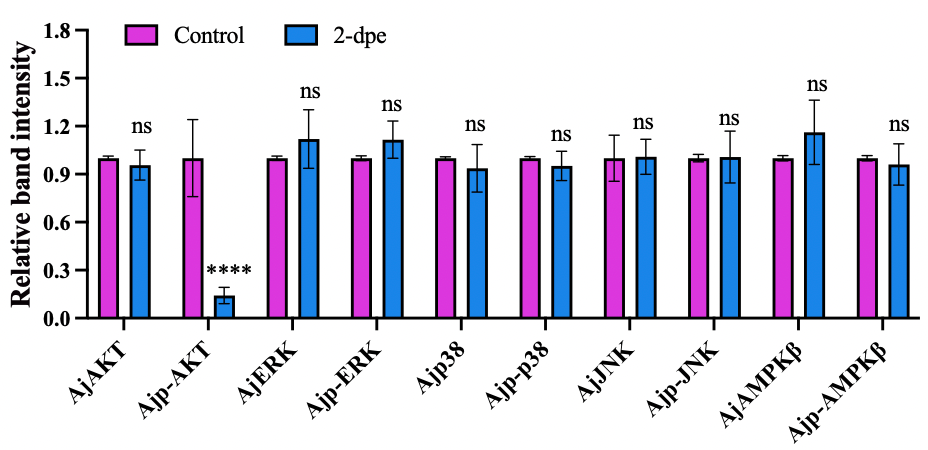 Control 2-dpe
Relative band intensity
1.8
1.5
1.2
0.9
0.6
0.3
0.0
ns **** ns ns ns ns ns ns ns ns
AjAKT Ajp-AKT AjERK Ajp-ERK Ajp38 Ajp-p38 AjJNK Ajp-JNK AjAMPKβ Ajp-AMPKβ